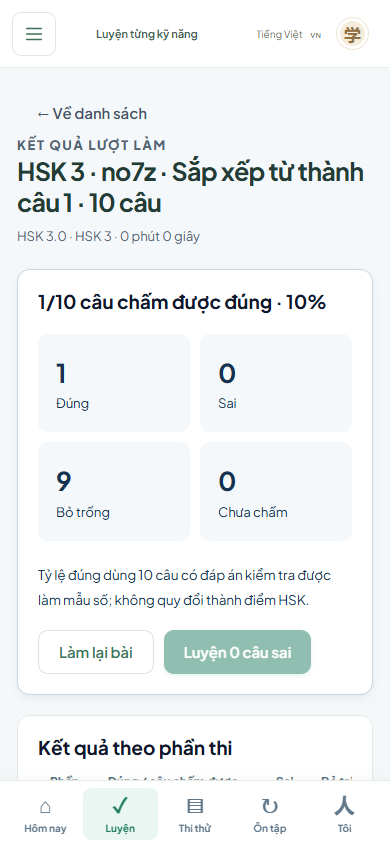 Luyện từng kỹ năng
Tiếng Việt VN
学
← Về danh sách
KẾT QUẢ LƯỢT LÀM
HSK 3 · no7z · Sắp xếp từ thành
câu 1 · 10 câu
HSK 3.0 · HSK 3 · 0 phút 0 giây
1/10 câu chấm được đúng · 10%
1
Đúng
0
Sai
9
Bỏ trống
0
Chưa chấm
Tỷ lệ đúng dùng 10 câu có đáp án kiểm tra được
làm mẫu số; không quy đổi thành điểm HSK.
Làm lại bài
Luyện 0 câu sai
Kết quả theo phần thi
Hôm nay
Luyện
Thi thử
Ôn tập
人
Tôi